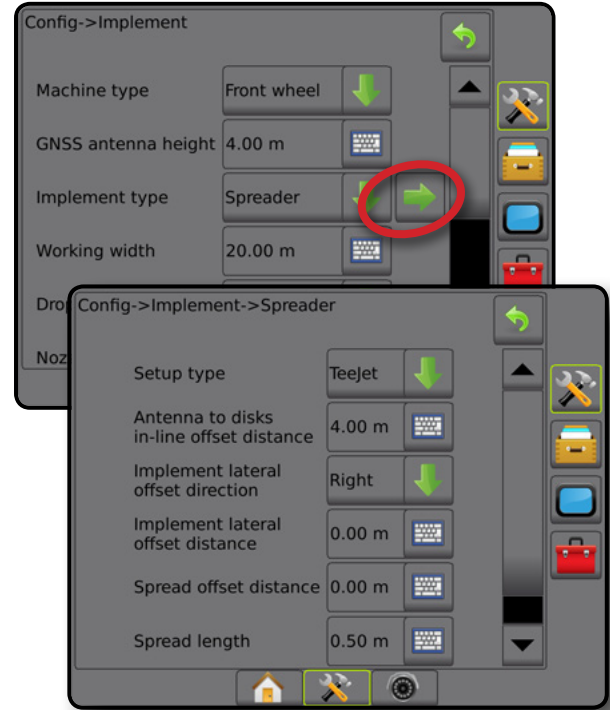 Config->Implement
Machine type Front wheel
GNSS antenna height 4.00 m
Implement type Spreader
Working width 20.00 m
Dro
Noz
Config->Implement->Spreader
Setup type TeeJet
Antenna to disks
in-line offset distance 4.00 m
Implement lateral
offset direction Right
Implement lateral
offset distance 0.00 m
Spread offset distance 0.00 m
Spread length 0.50 m